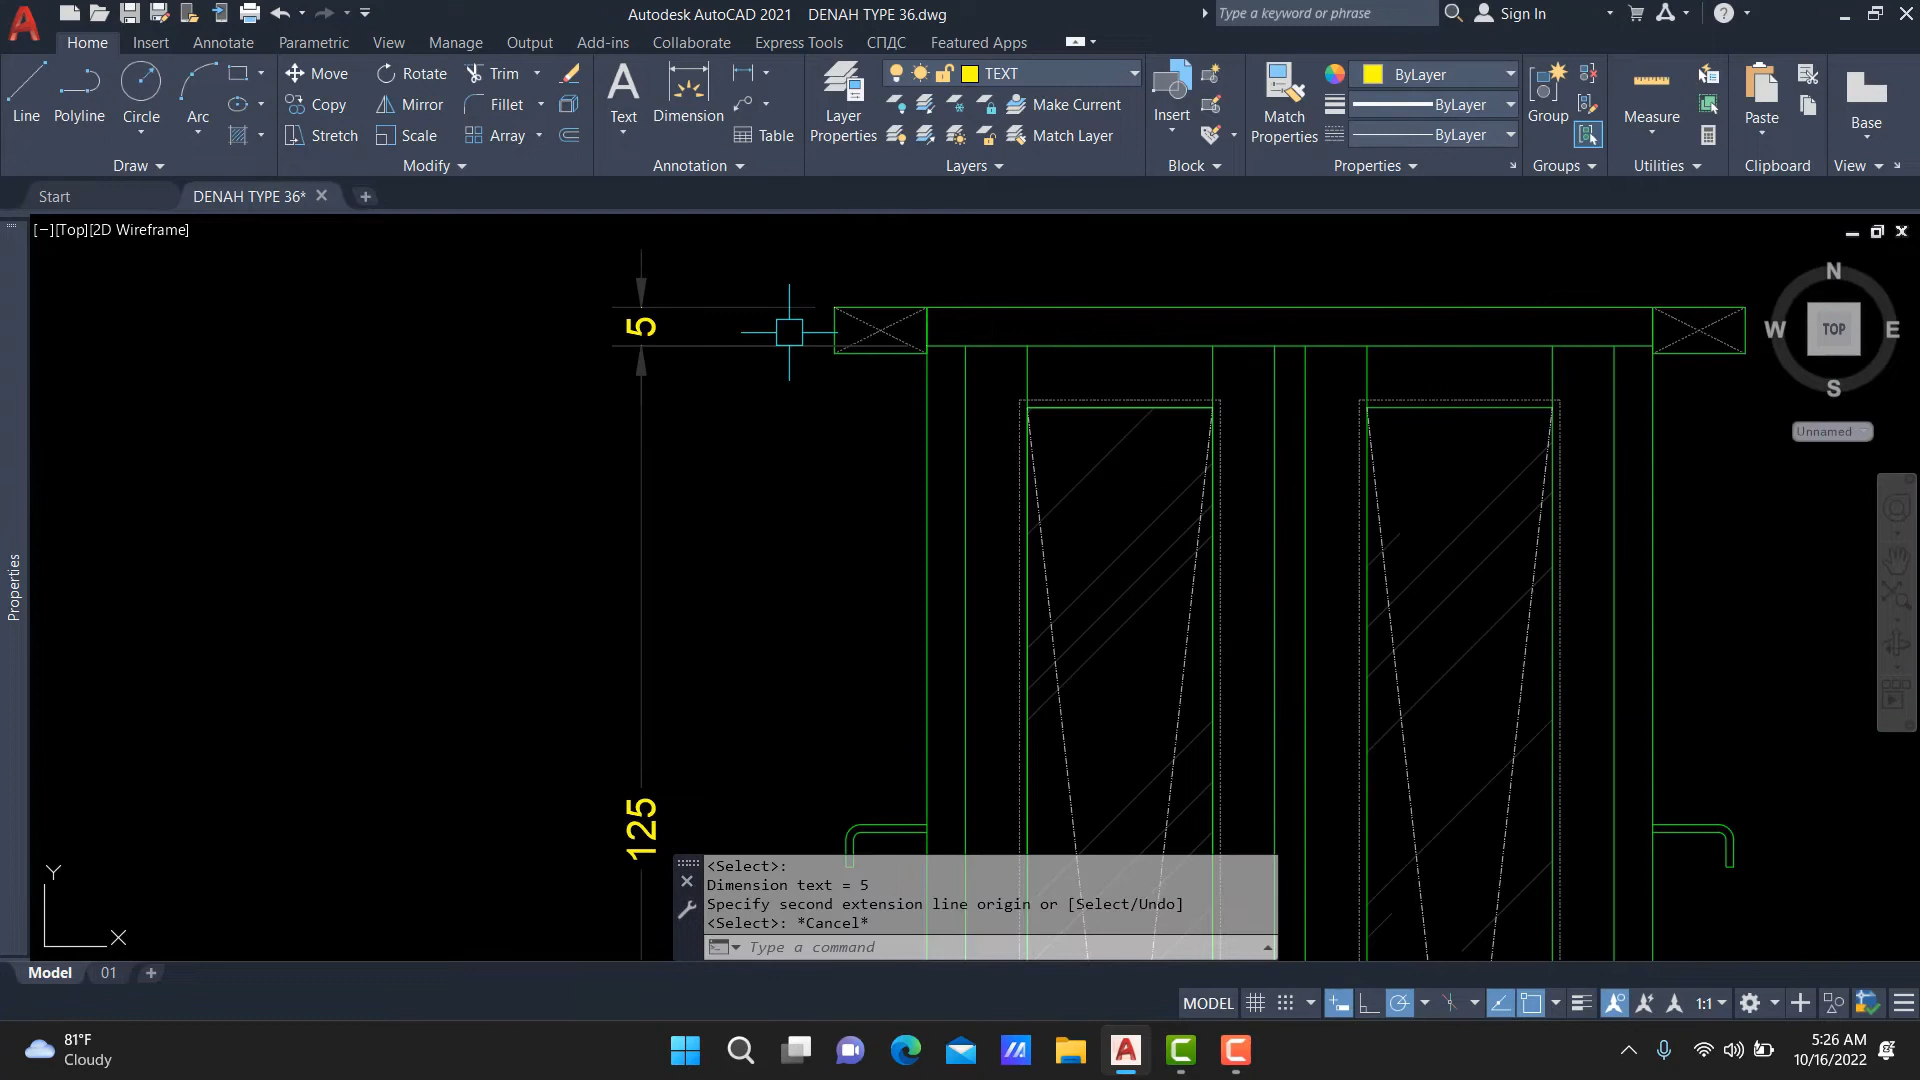 Autodesk AutoCAD 2021 DENAH TYPE 36.dwg
Type a keyword or phrase
Sign In
Home Insert Annotate Parametric View Manage Output Add-ins Collaborate Express Tools СПДС Featured Apps
Line Polyline Circle Arc
Draw
Move Rotate Trim
Copy Mirror Fillet
Stretch Scale Array
Modify
Text Dimension Table
Annotation
Layer Properties
TEXT
Make Current
Match Layer
Layers
Insert
Block
Match Properties
ByLayer
ByLayer
ByLayer
Properties
Group
Groups
Measure
Utilities
Paste
Clipboard
Base
View
Start DENAH TYPE 36*
[−][Top][2D Wireframe]
N
W TOP E
S
Unnamed
5
125
Properties
Y
X
<Select>:
Dimension text = 5
Specify second extension line origin or [Select/Undo]
<Select>: *Cancel*
Type a command
Model 01
MODEL 1:1
81°F
Cloudy
5:26 AM
10/16/2022